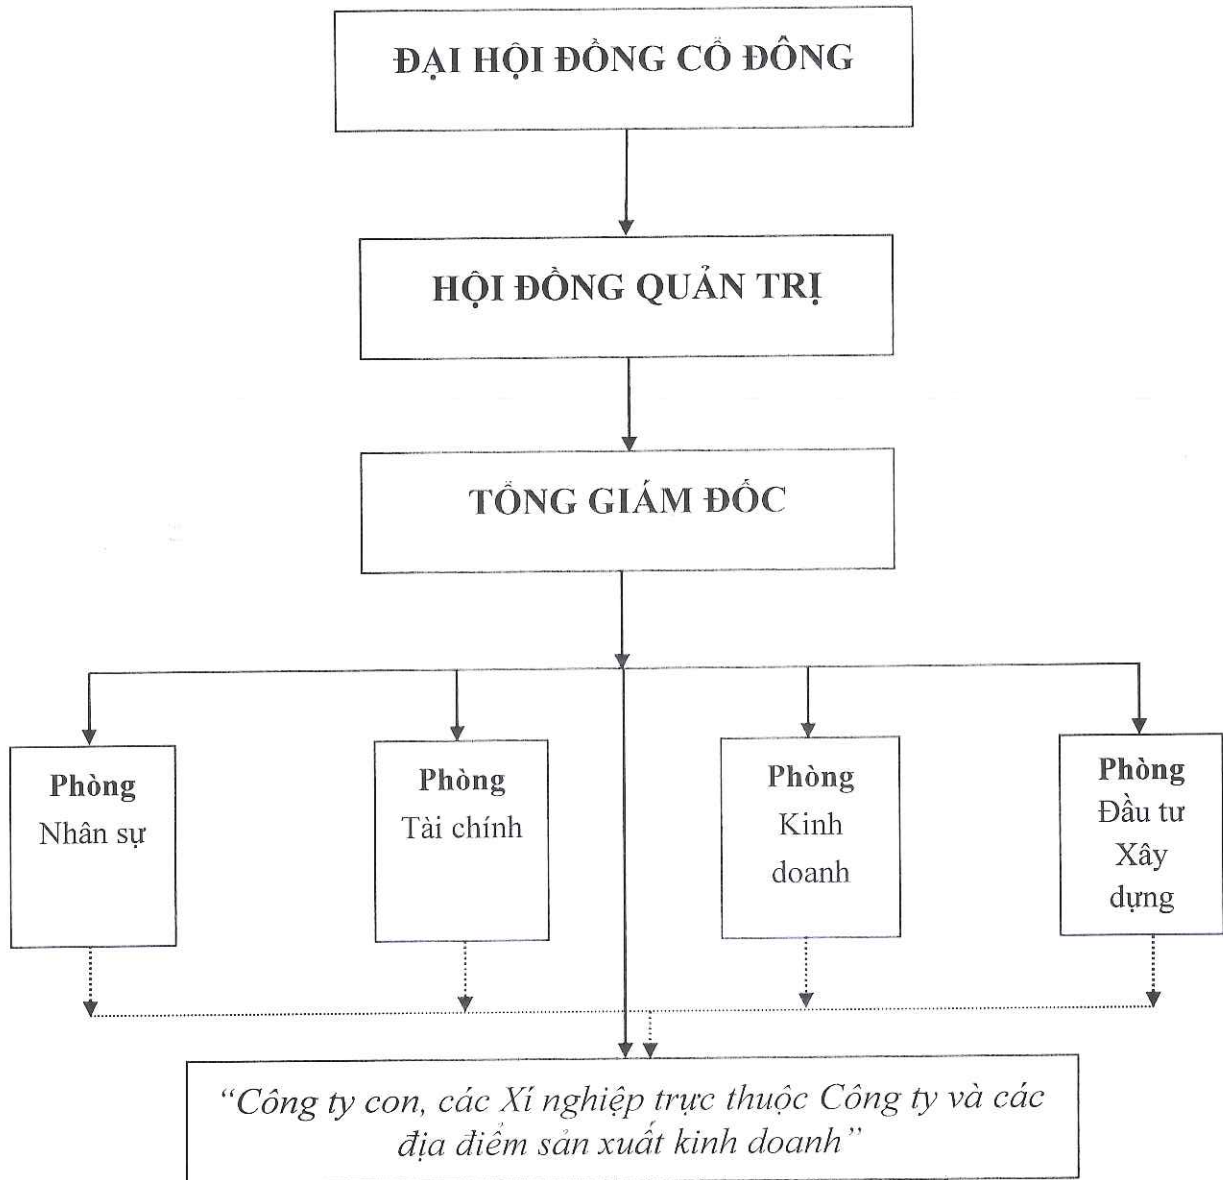 ĐẠI HỘI ĐỒNG CỔ ĐÔNG
HỘI ĐỒNG QUẢN TRỊ
TỔNG GIÁM ĐỐC
Phòng
Nhân sự
Phòng
Tài chính
Phòng
Kinh
doanh
Phòng
Đầu tư
Xây
dựng
“Công ty con, các Xí nghiệp trực thuộc Công ty và các
địa điểm sản xuất kinh doanh”